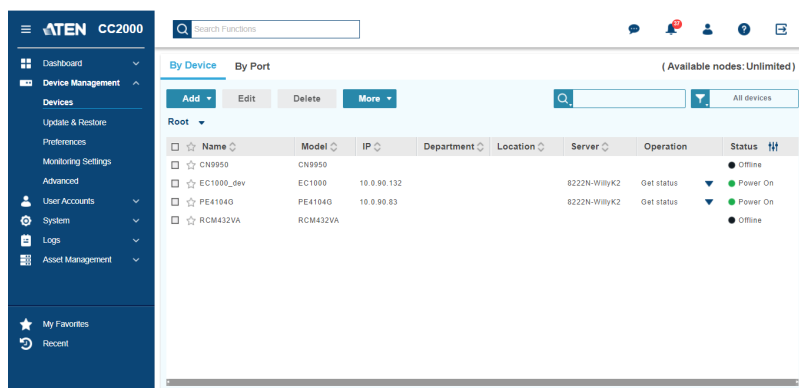 ATEN CC2000
Search Functions
37
?
Dashboard
Device Management
Devices
Update & Restore
Preferences
Monitoring Settings
Advanced
User Accounts
System
Logs
Asset Management
My Favorites
Recent
By Device By Port (Available nodes:Unlimited)
Add Edit Delete More All devices
Root
Name Model IP Department Location Server Operation Status
CN9950 CN9950 Offline
EC1000_dev EC1000 10.0.90.132 8222N-WillyK2 Get status Power On
PE4104G PE4104G 10.0.90.83 8222N-WillyK2 Get status Power On
RCM432VA RCM432VA Offline